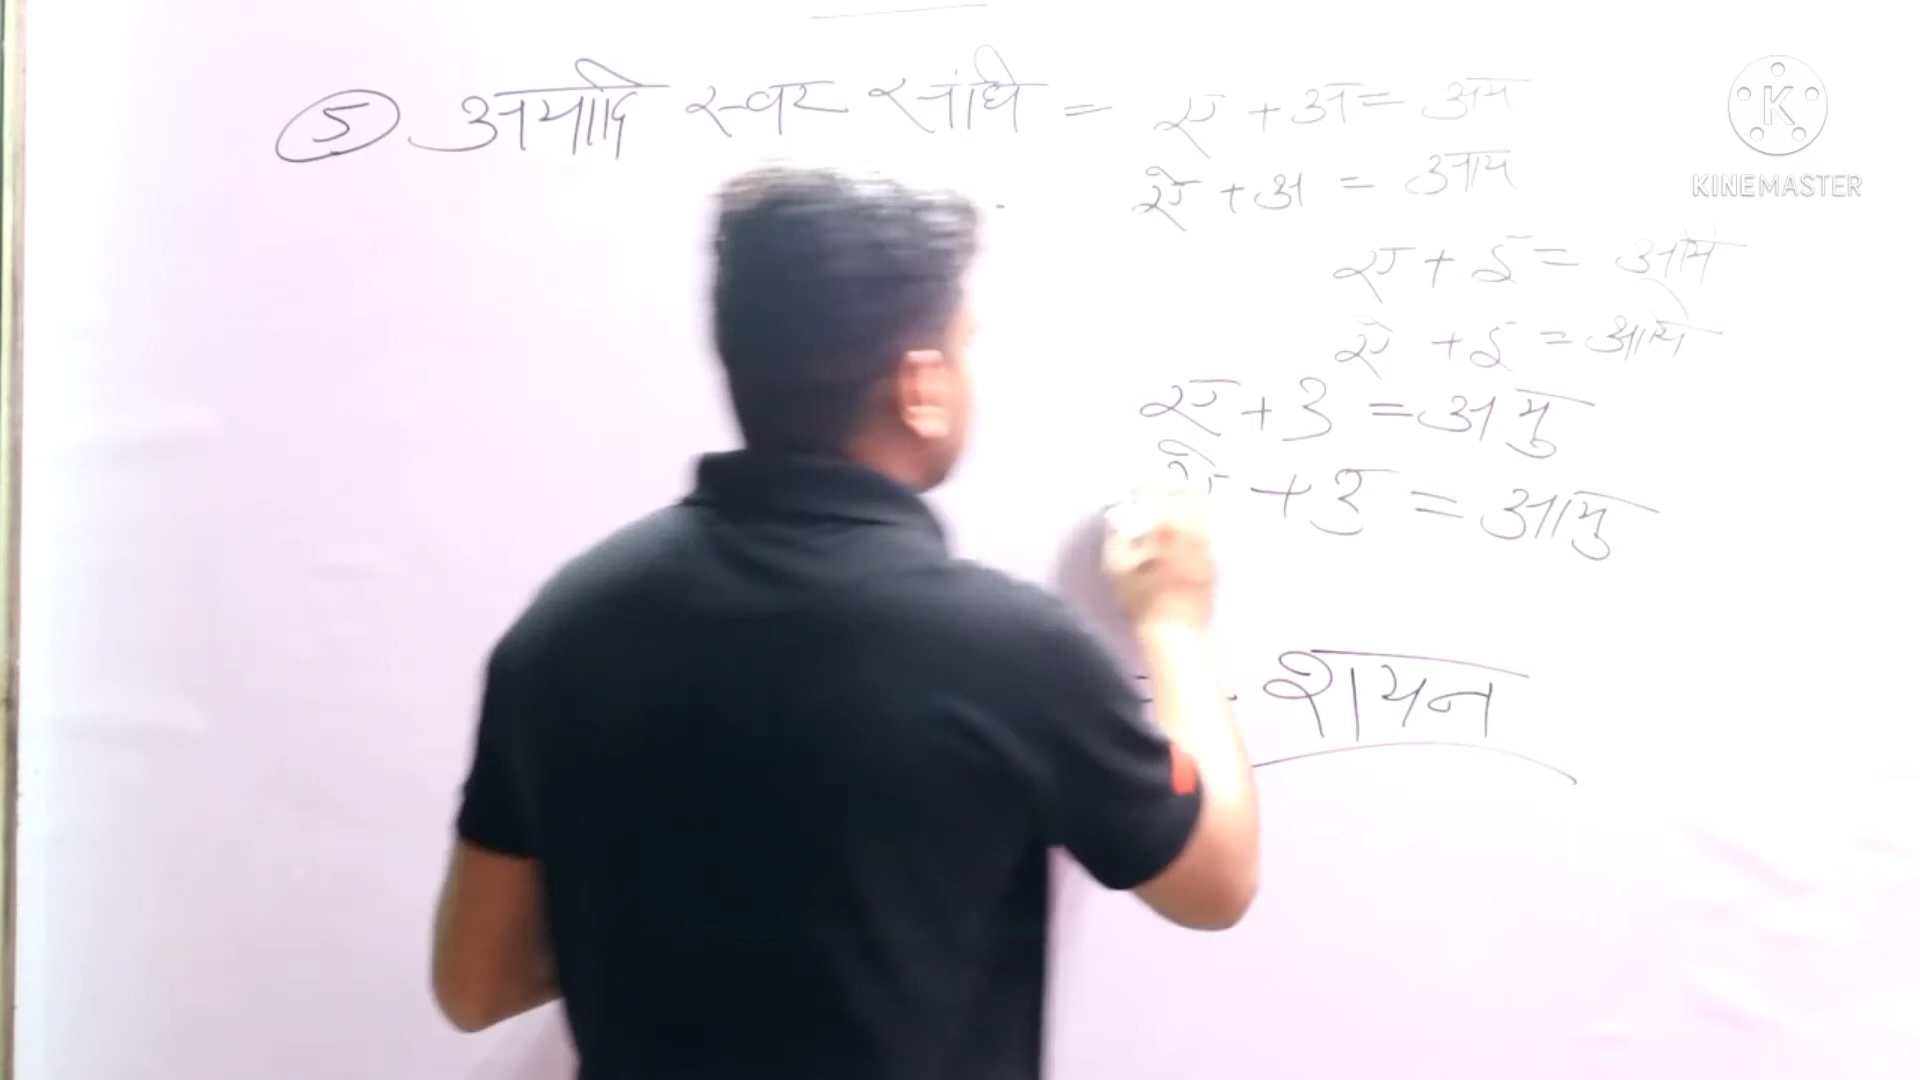 5 अयादि स्वर संधि = ए + अ = अय
ऐ + अ = आय
ए + ई = अयि
ऐ + ई = आयि
ए + उ = अयु
ऐ + उ = आयु
शयन
KINEMASTER